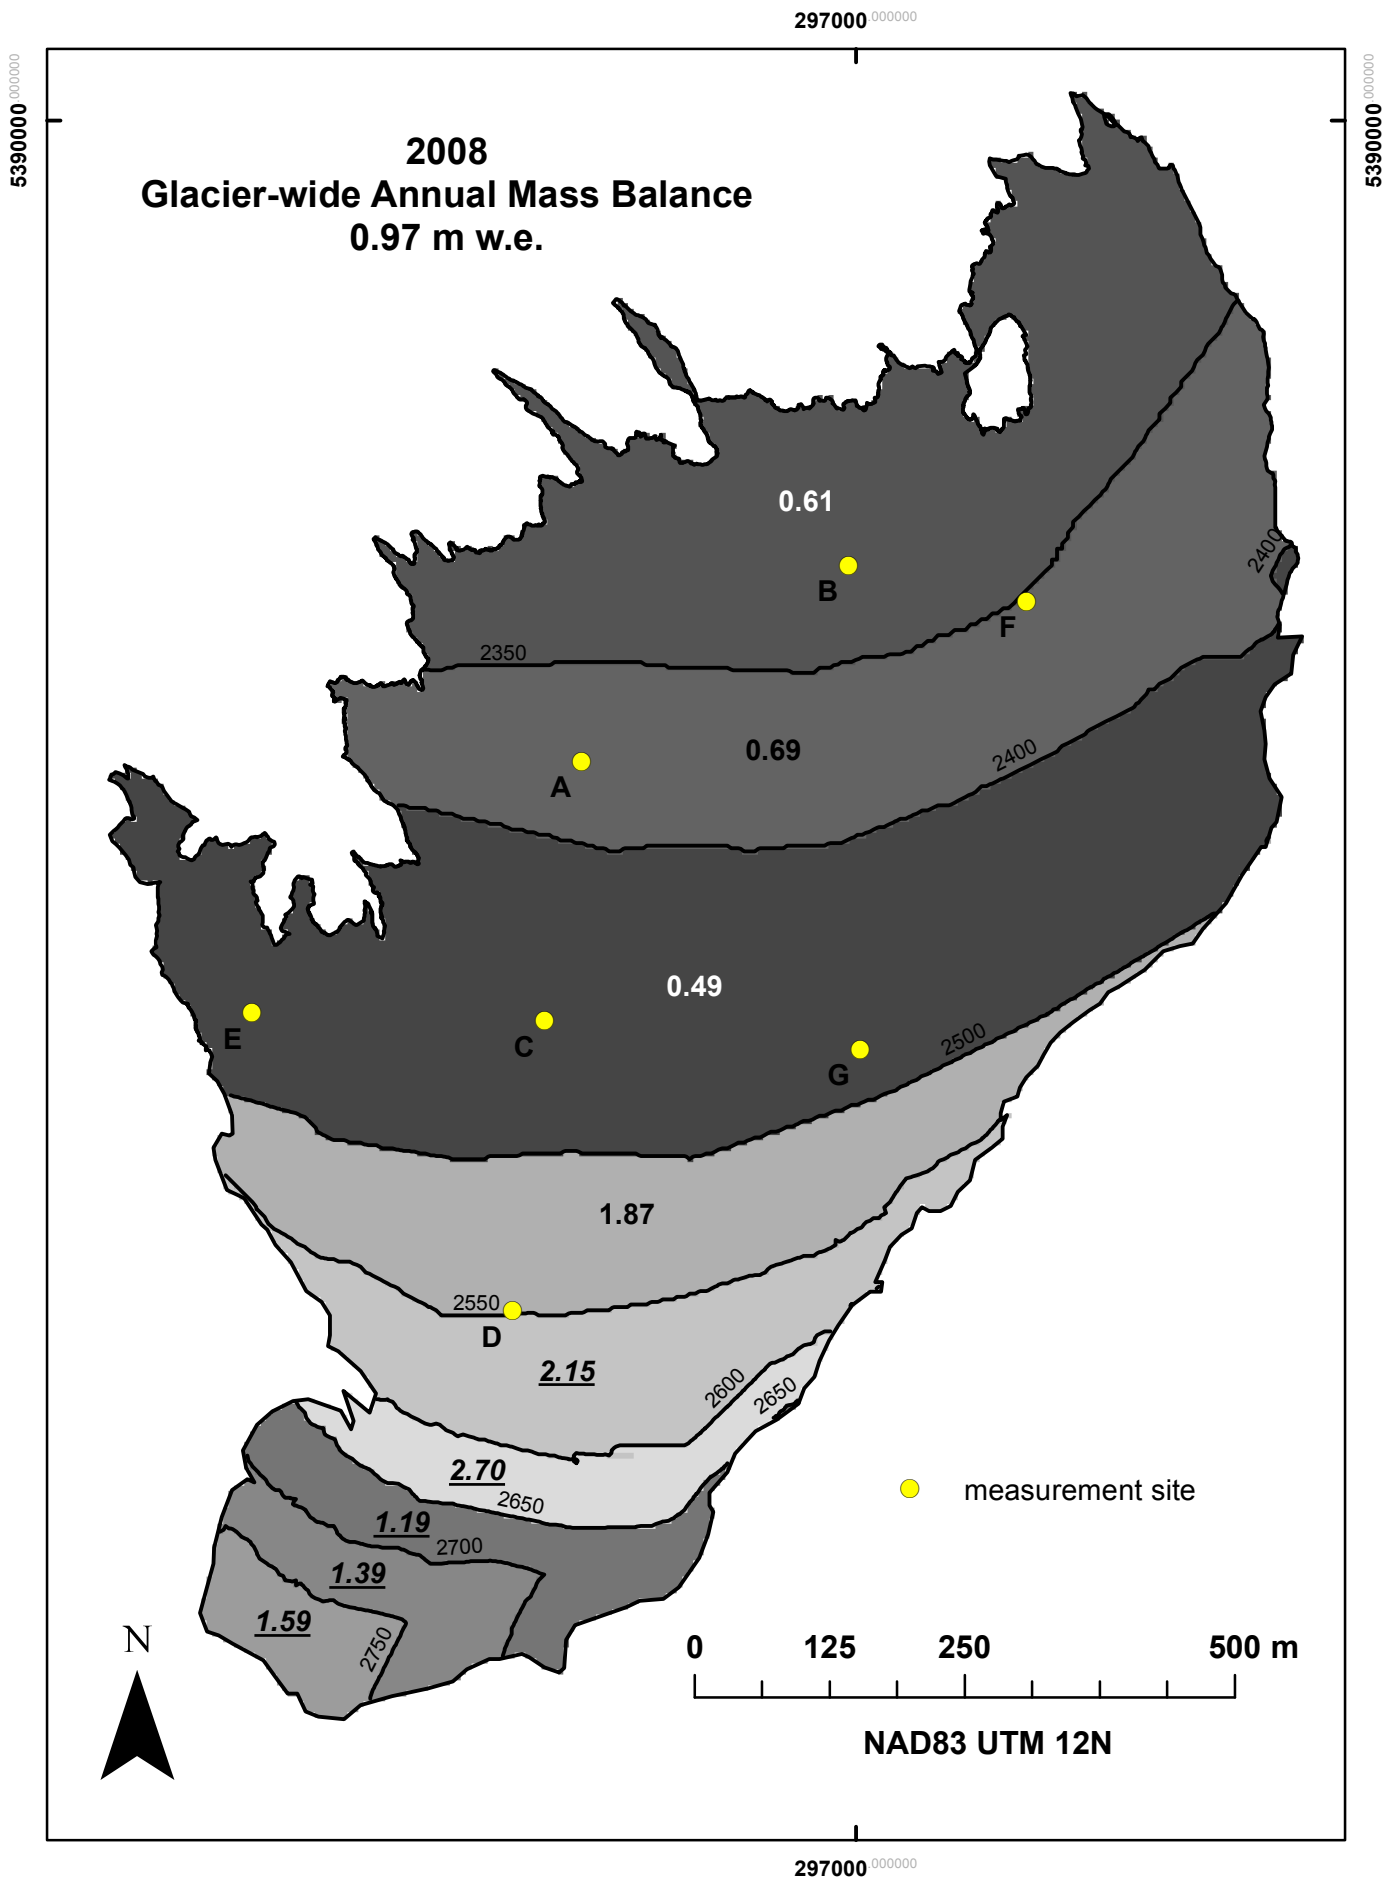 297000.000000
5390000.000000
5390000.000000
2008
Glacier-wide Annual Mass Balance
0.97 m w.e.
0.61
B
2400
F
2350
0.69
2400
A
0.49
E
C
2500
G
1.87
2550
D
2.15
2600
2650
2.70
2650
measurement site
1.19
2700
1.39
1.59
2750
N
0 125 250 500 m
NAD83 UTM 12N
297000.000000